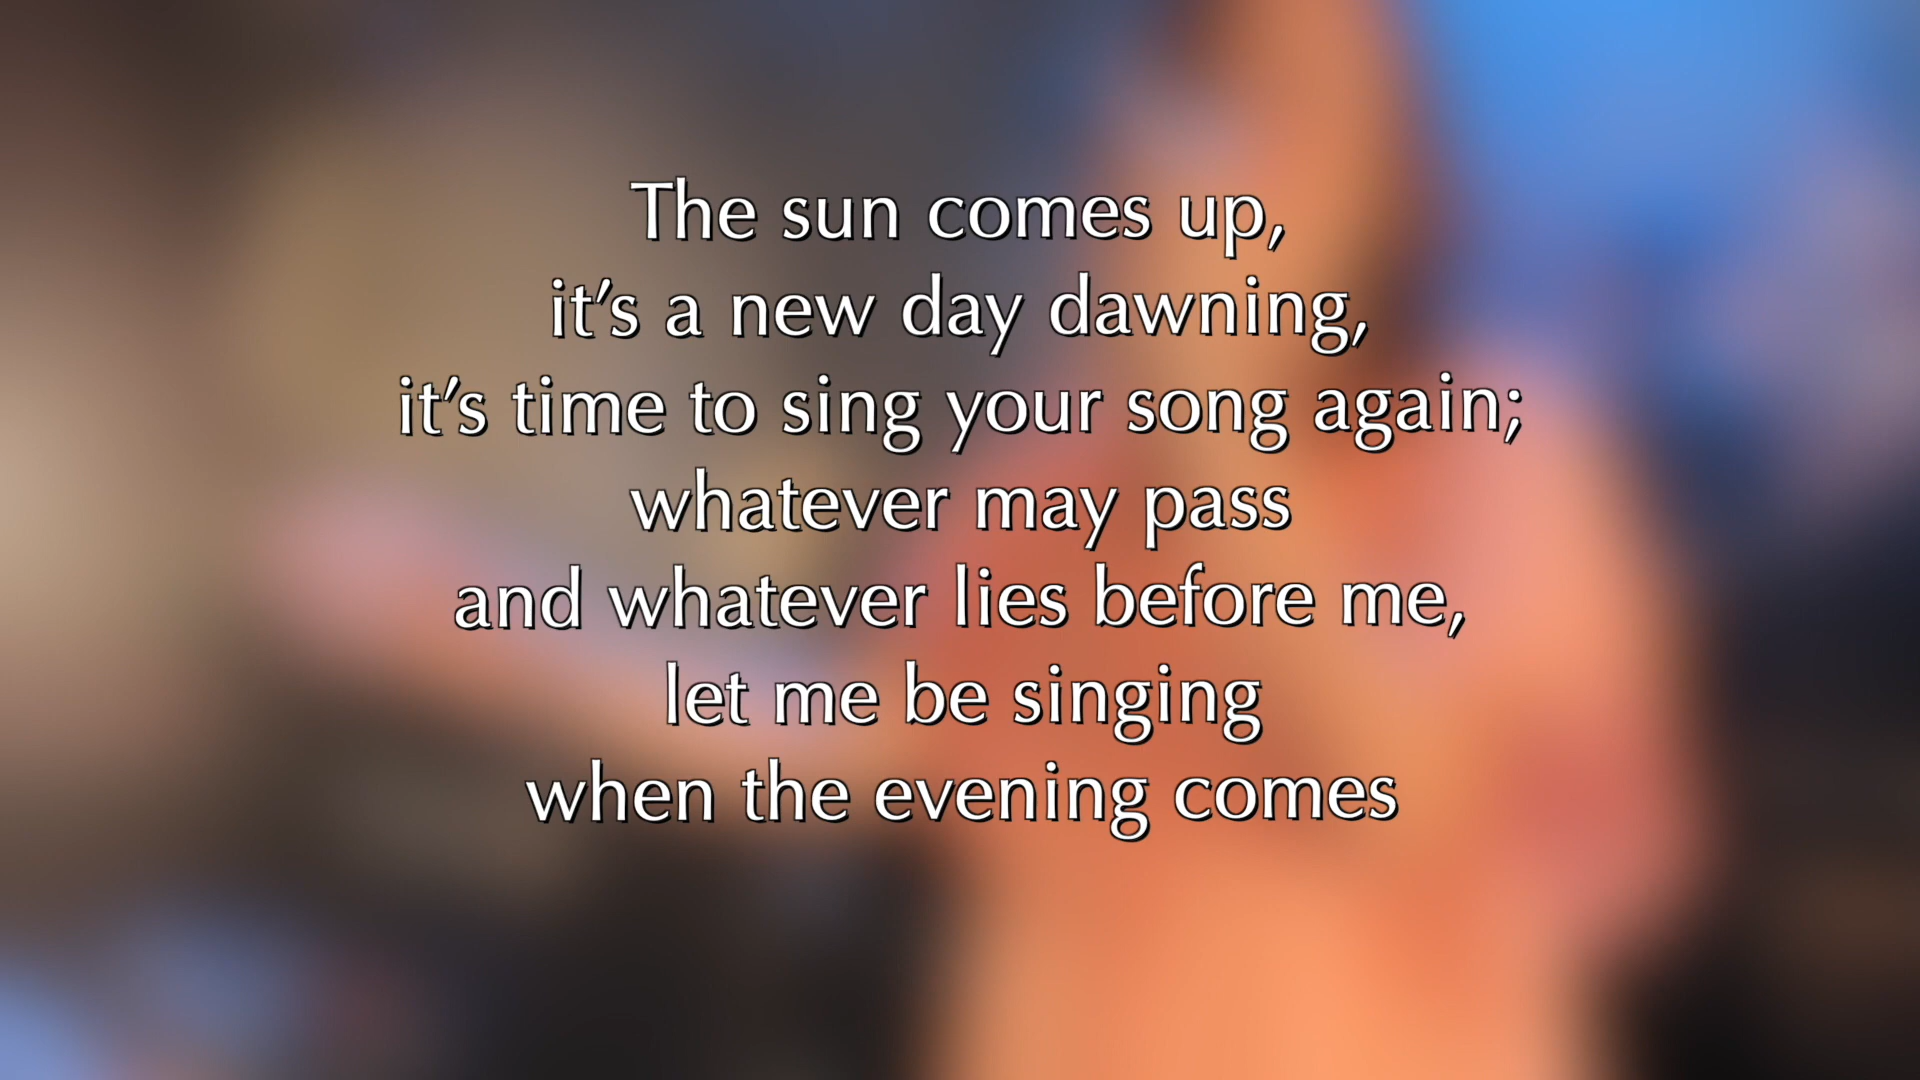 The sun comes up,
it's a new day dawning,
it's time to sing your song again;
whatever may pass
and whatever lies before me,
let me be singing
when the evening comes